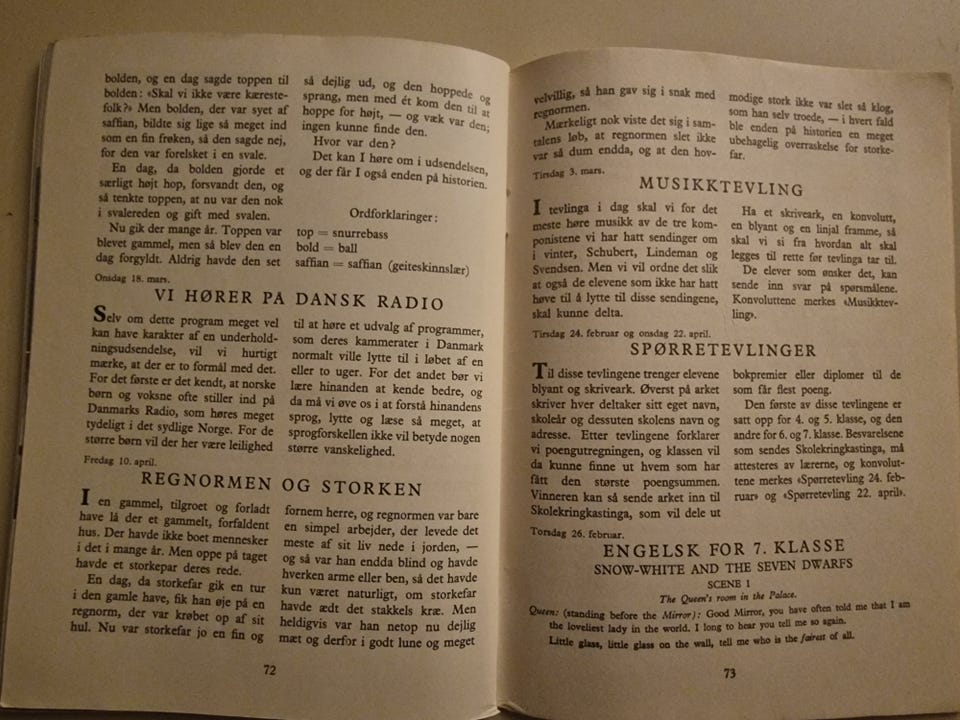 bolden, og en dag sagde toppen til
bolden: «Skal vi ikke være kæreste-
folk?» Men bolden, der var syet af
saffian, bildte sig lige så meget ind
som en fin frøken, så den sagde nej,
for den var forelsket i en svale.
En dag, da bolden gjorde et
særligt højt hop, forsvandt den, og
så tenkte toppen, at nu var den nok
i svalereden og gift med svalen.
Nu gik der mange år. Toppen var
blevet gammel, men så blev den en
dag forgyldt. Aldrig havde den set
så dejlig ud, og den hoppede og
sprang, men med ét kom den til at
hoppe for højt, — og væk var den;
ingen kunne finde den.
Hvor var den?
Det kan I høre om i udsendelsen,
og der får I også enden på historien.
Ordforklaringer:
top = snurrebass
bold = ball
saffian = saffian (geiteskinnslær)
Onsdag 18. mars.
VI HØRER PA DANSK RADIO
Selv om dette program meget vel
kan have karakter af en underhold-
ningsudsendelse, vil vi hurtigt
mærke, at der er to formål med det.
For det første er det kendt, at norske
børn og voksne ofte stiller ind på
Danmarks Radio, som høres meget
tydeligt i det sydlige Norge. For de
større børn vil der her være leilighed
til at høre et udvalg af programmer,
som deres kammerater i Danmark
normalt ville lytte til i løbet af en
eller to uger. For det andet bør vi
lære hinanden at kende bedre, og
da må vi øve os i at forstå hinandens
sprog, lytte og læse så meget, at
sprogforskellen ikke vil betyde nogen
større vanskelighed.
Fredag 10. april.
REGNORMEN OG STORKEN
I en gammel, tilgroet og forladt
have lå der et gammelt, forfaldent
hus. Der havde ikke boet mennesker
i det i mange år. Men oppe på taget
havde et storkepar deres rede.
En dag, da storkefar gik en tur
i den gamle have, fik han øje på en
regnorm, der var krøbet op af sit
hul. Nu var storkefar jo en fin og
fornem herre, og regnormen var bare
en simpel arbejder, der levede det
meste af sit liv nede i jorden, —
og så var han endda blind og havde
hverken arme eller ben, så det havde
kun været naturligt, om storkefar
havde ædt det stakkels kræ. Men
heldigvis var han netop nu dejlig
mæt og derfor i godt lune og meget
72
velvillig, så han gav sig i snak med
regnormen.
Mærkeligt nok viste det sig i sam-
talens løb, at regnormen slet ikke
var så dum endda, og at den hov-
modige stork ikke var slet så klog,
som han selv troede, — i hvert fald
ble enden på historien en meget
ubehagelig overraskelse for storke-
far.
Tirsdag 3. mars.
MUSIKKTEVLING
I tevlinga i dag skal vi for det
meste høre musikk av de tre kom-
ponistene vi har hatt sendinger om
i vinter, Schubert, Lindeman og
Svendsen. Men vi vil ordne det slik
at også de elevene som ikke har hatt
høve til å lytte til disse sendingene,
skal kunne delta.
Ha et skriveark, en konvolutt,
en blyant og en linjal framme, så
skal vi si fra hvordan alt skal
legges til rette før tevlinga tar til.
De elever som ønsker det, kan
sende inn svar på spørsmålene.
Konvoluttene merkes «Musikktev-
ling».
Tirsdag 24. februar og onsdag 22. april.
SPØRRETEVLINGER
Til disse tevlingene trenger elevene
blyant og skriveark. Øverst på arket
skriver hver deltaker sitt eget navn,
skoleår og dessuten skolens navn og
adresse. Etter tevlingene forklarer
vi poengutregningen, og klassen vil
da kunne finne ut hvem som har
fått den største poengsummen.
Vinneren kan så sende arket inn til
Skolekringkastinga, som vil dele ut
bokpremier eller diplomer til de
som får flest poeng.
Den første av disse tevlingene er
satt opp for 4. og 5. klasse, og den
andre for 6. og 7. klasse. Besvarelsene
som sendes Skolekringkastinga, må
attesteres av lærerne, og konvolut-
tene merkes «Spørretevling 24. feb-
ruar» og «Spørretevling 22. april».
Torsdag 26. februar.
ENGELSK FOR 7. KLASSE
SNOW-WHITE AND THE SEVEN DWARFS
SCENE 1
The Queen's room in the Palace.
Queen: (standing before the Mirror): Good Mirror, you have often told me that I am
the loveliest lady in the world. I long to hear you tell me so again.
Little glass, little glass on the wall, tell me who is the fairest of all.
73